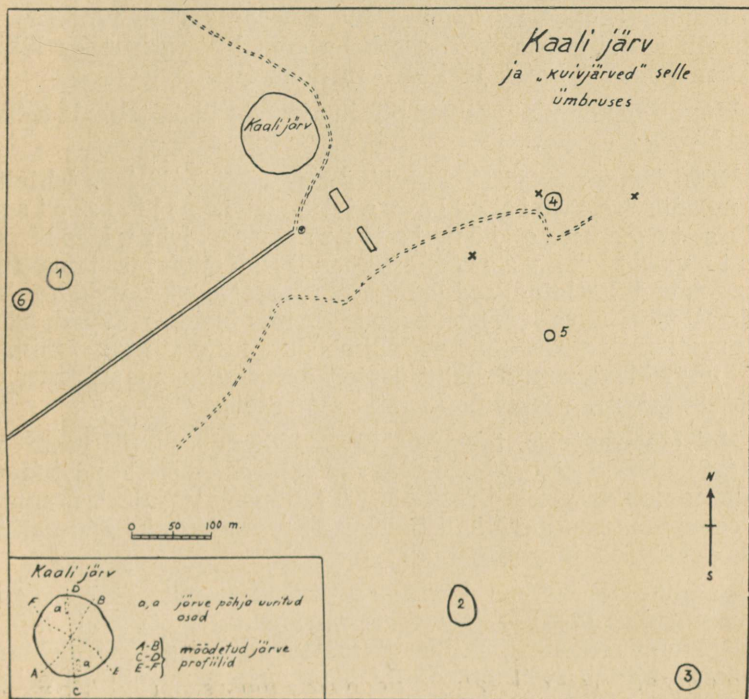 Kaali järv
ja „kuivjärved" selle
ümbruses
Kaali järv
4
1
6
5
N
S
0 50 100 m.
2
3
Kaali järv
D
F
B
a
a
A
E
C
a, a järve põhja uuritud
osad
A-B
C-D
E-F
mõõdetud järve
profiilid